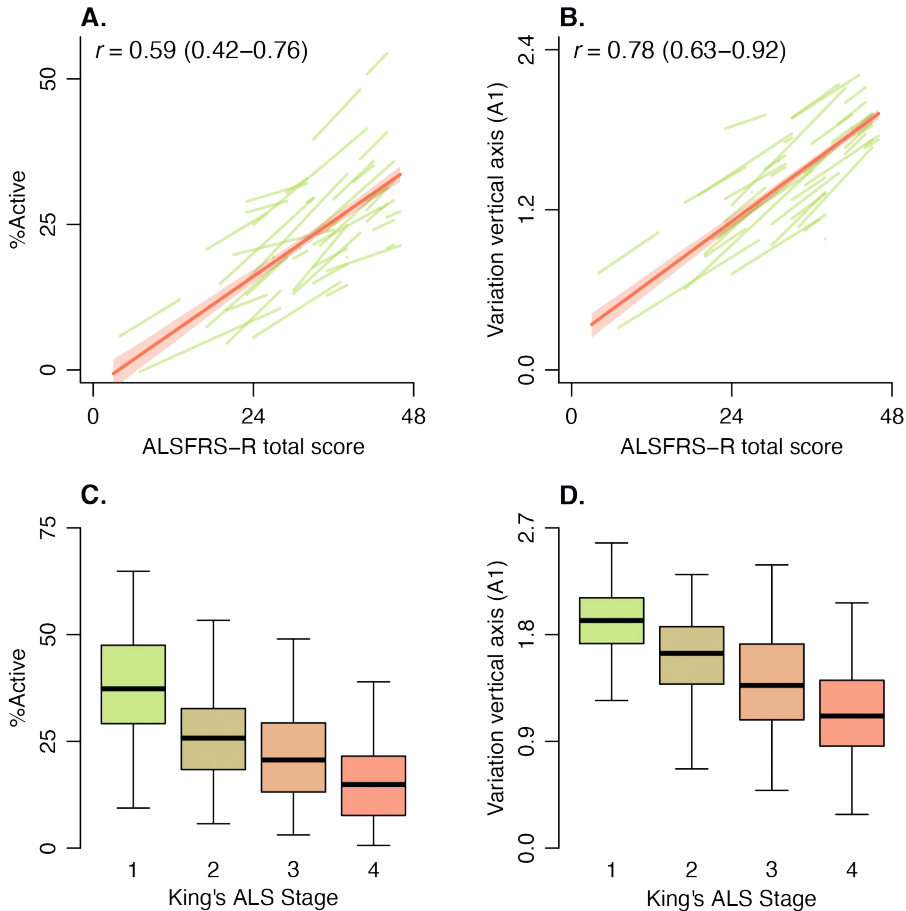 A.
r = 0.59 (0.42−0.76)
%Active
50
25
0
0 24 48
ALSFRS−R total score
B.
r = 0.78 (0.63−0.92)
Variation vertical axis (A1)
2.4
1.2
0.0
0 24 48
ALSFRS−R total score
C.
%Active
75
50
25
0
1 2 3 4
King's ALS Stage
D.
Variation vertical axis (A1)
2.7
1.8
0.9
0.0
1 2 3 4
King's ALS Stage